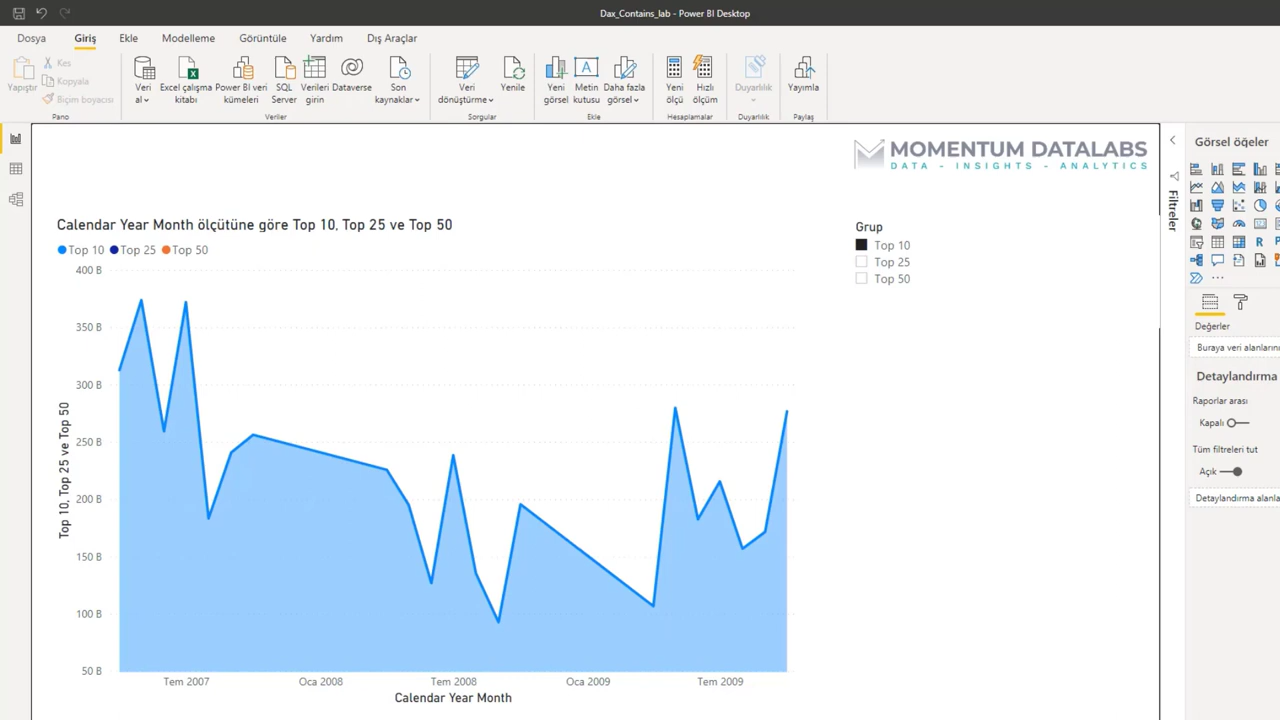 Dax_Contains_lab - Power BI Desktop
Dosya Giriş Ekle Modelleme Görüntüle Yardım Dış Araçlar
Yapıştır
Kes
Kopyala
Biçim boyacısı
Pano
Veri al
Excel çalışma kitabı
Power BI veri kümeleri
SQL Server
Verileri girin
Dataverse
Son kaynaklar
Veriler
Veri dönüştürme
Yenile
Sorgular
Yeni görsel
Metin kutusu
Daha fazla görsel
Ekle
Yeni ölçü
Hızlı ölçüm
Hesaplamalar
Duyarlılık
Duyarlılık
Yayımla
Paylaş
MOMENTUM DATALABS
DATA - INSIGHTS - ANALYTICS
Calendar Year Month ölçütüne göre Top 10, Top 25 ve Top 50
Top 10 Top 25 Top 50
400 B
350 B
300 B
250 B
200 B
150 B
100 B
50 B
Top 10, Top 25 ve Top 50
Tem 2007 Oca 2008 Tem 2008 Oca 2009 Tem 2009
Calendar Year Month
Grup
Top 10
Top 25
Top 50
Filtreler
Görsel öğeler
Değerler
Buraya veri alanlarını
Detaylandırma
Raporlar arası
Kapalı
Tüm filtreleri tut
Açık
Detaylandırma alanla